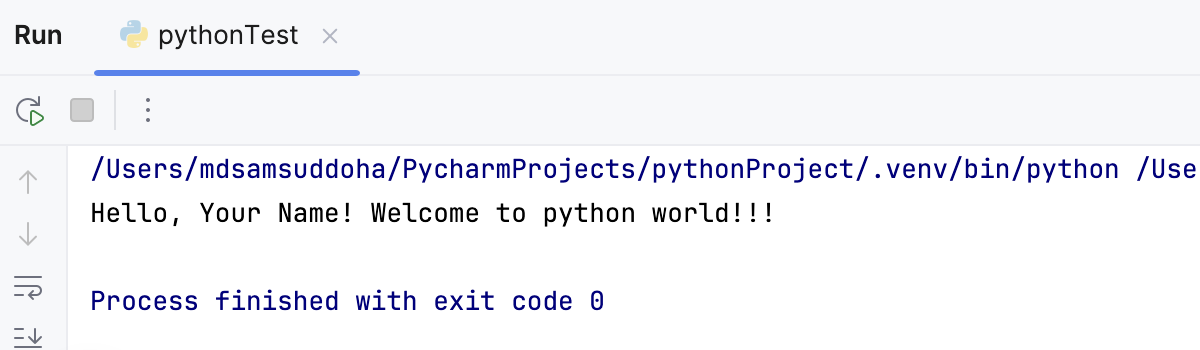 Run pythonTest
/Users/mdsamsuddoha/PycharmProjects/pythonProject/.venv/bin/python /Use
Hello, Your Name! Welcome to python world!!!
Process finished with exit code 0